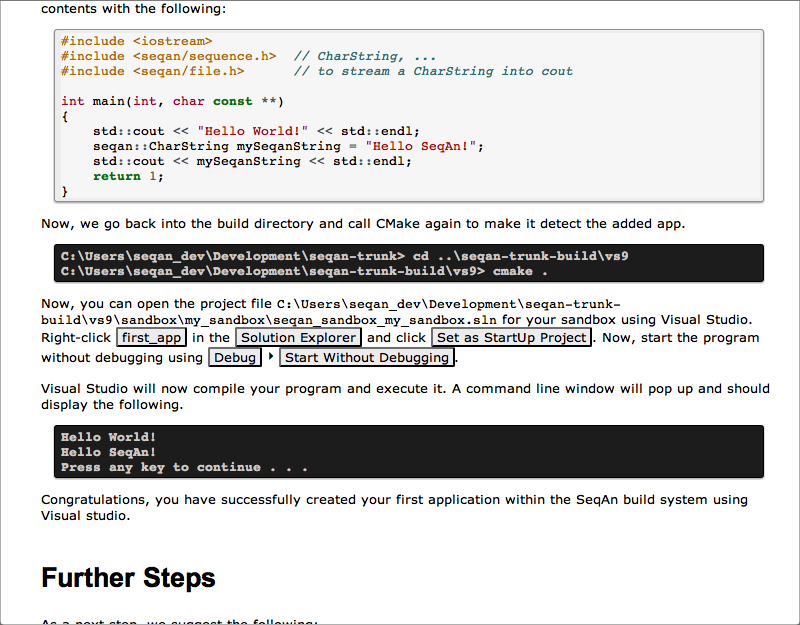 contents with the following:
#include <iostream>
#include <seqan/sequence.h>  // CharString, ...
#include <seqan/file.h>      // to stream a CharString into cout
int main(int, char const **)
{
    std::cout << "Hello World!" << std::endl;
    seqan::CharString mySeqanString = "Hello SeqAn!";
    std::cout << mySeqanString << std::endl;
    return 1;
}
Now, we go back into the build directory and call CMake again to make it detect the added app.
C:\Users\seqan_dev\Development\seqan-trunk> cd ..\seqan-trunk-build\vs9
C:\Users\seqan_dev\Development\seqan-trunk-build\vs9> cmake .
Now, you can open the project file C:\Users\seqan_dev\Development\seqan-trunk-
build\vs9\sandbox\my_sandbox\seqan_sandbox_my_sandbox.sln for your sandbox using Visual Studio.
Right-click first_app in the Solution Explorer and click Set as StartUp Project. Now, start the program
without debugging using Debug ‣ Start Without Debugging.
Visual Studio will now compile your program and execute it. A command line window will pop up and should
display the following.
Hello World!
Hello SeqAn!
Press any key to continue . . .
Congratulations, you have successfully created your first application within the SeqAn build system using
Visual studio.
Further Steps
As a next step, we suggest the following: